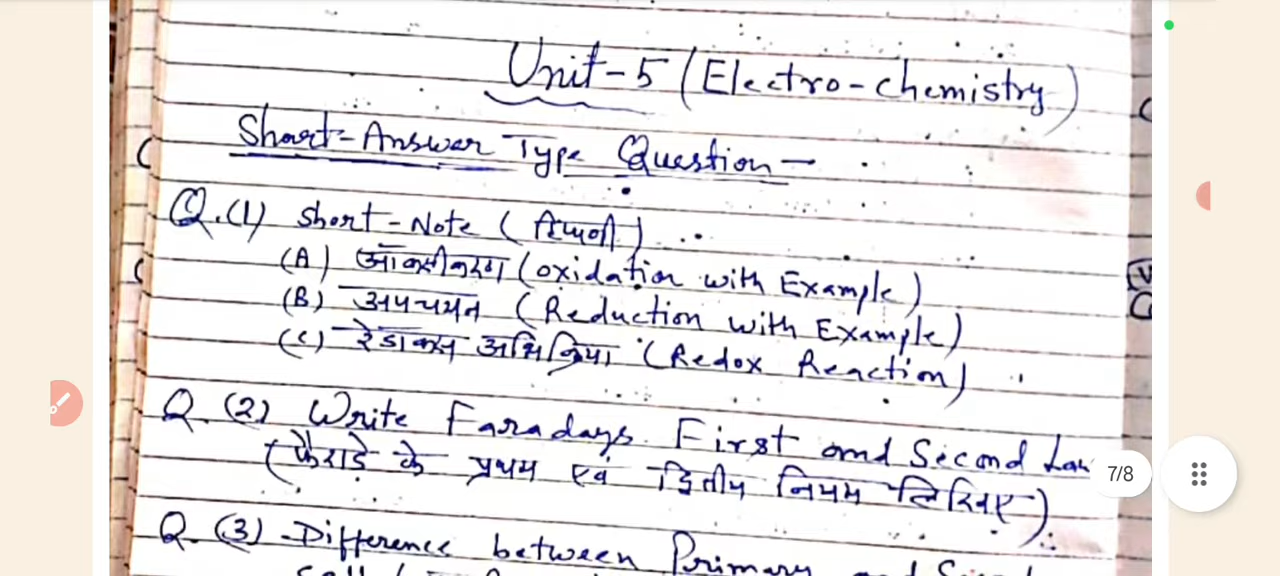 Unit-5 (Electro-chemistry)
Short-Answer Type Question -
Q.(1) Short-Note (टिप्पणी)
(A) ऑक्सीकरण (oxidation with Example)
(B) अपचयन (Reduction with Example)
(C) रेडाक्स अभिक्रिया (Redox Reaction)
Q.(2) Write Faradays First and Second Law
(फैराडे के प्रथम एवं द्वितीय नियम लिखिए)
7/8
Q.(3) Difference between Primary and